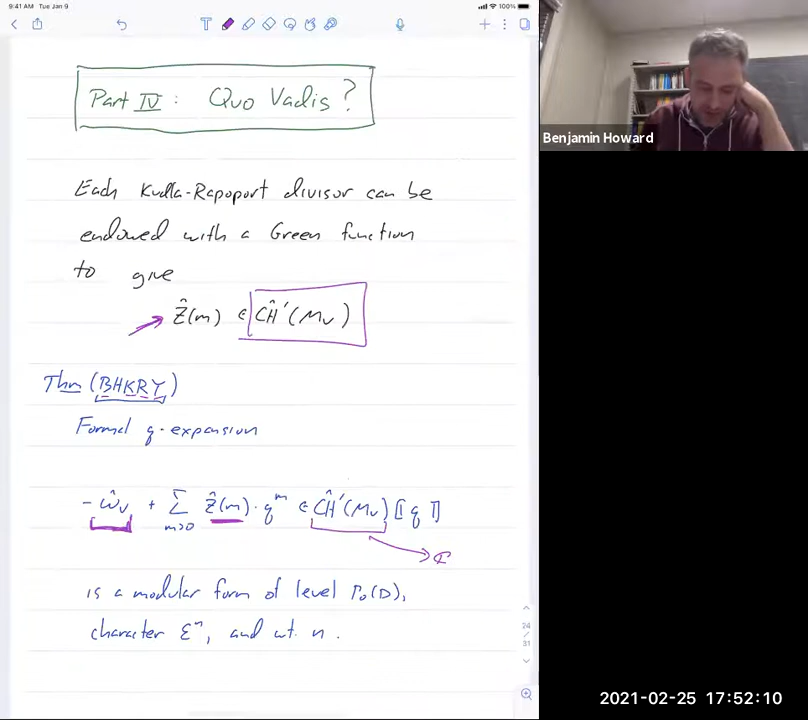 9:41 AM Tue Jan 9
100%
Part IV : Quo Vadis ?
Benjamin Howard
Each Kudla-Rapoport divisor can be
endowed with a Green function
to give
Ẑ(m) ∈ ĈH¹(M_V)
Thm (BHKRY)
Formal q-expansion
-ω̂_V + Σ_{m>0} Ẑ(m) · q^m ∈ ĈH¹(M_V) [[q]]
→ ℂ
is a modular form of level Γ₀(D),
character ε^n, and wt. n.
24
/
31
2021-02-25 17:52:10